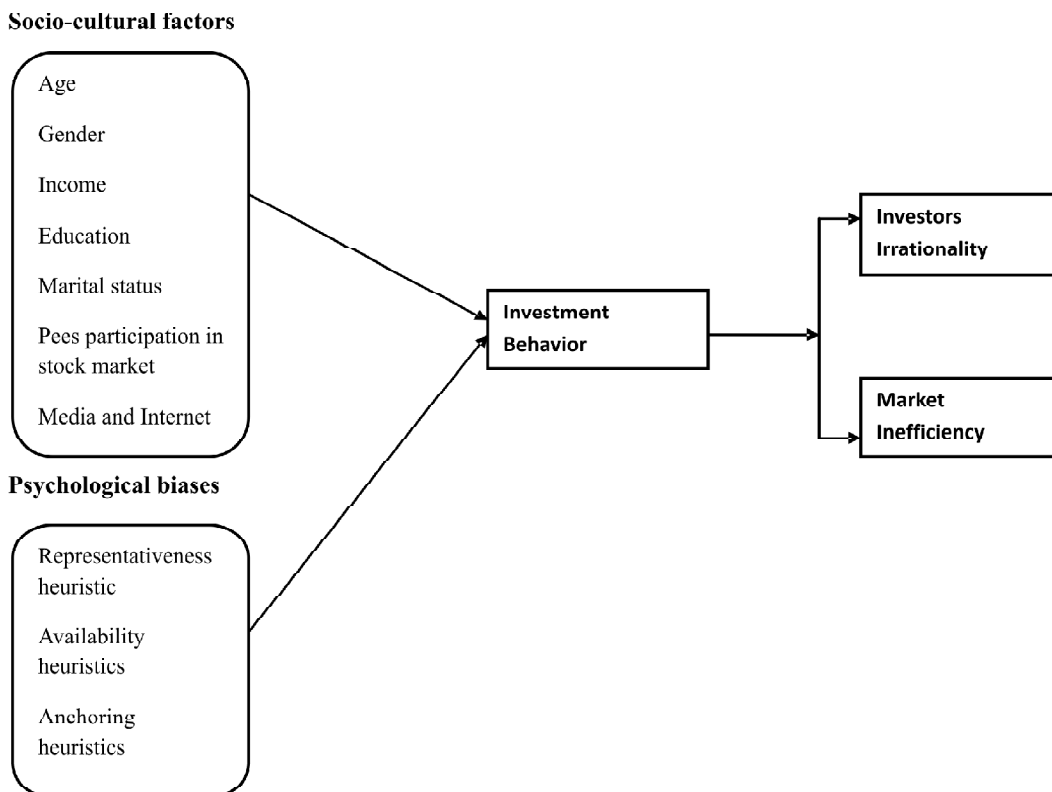 Socio-cultural factors
Age
Gender
Income
Education
Marital status
Pees participation in
stock market
Media and Internet
Psychological biases
Representativeness
heuristic
Availability
heuristics
Anchoring
heuristics
Investment
Behavior
Investors
Irrationality
Market
Inefficiency